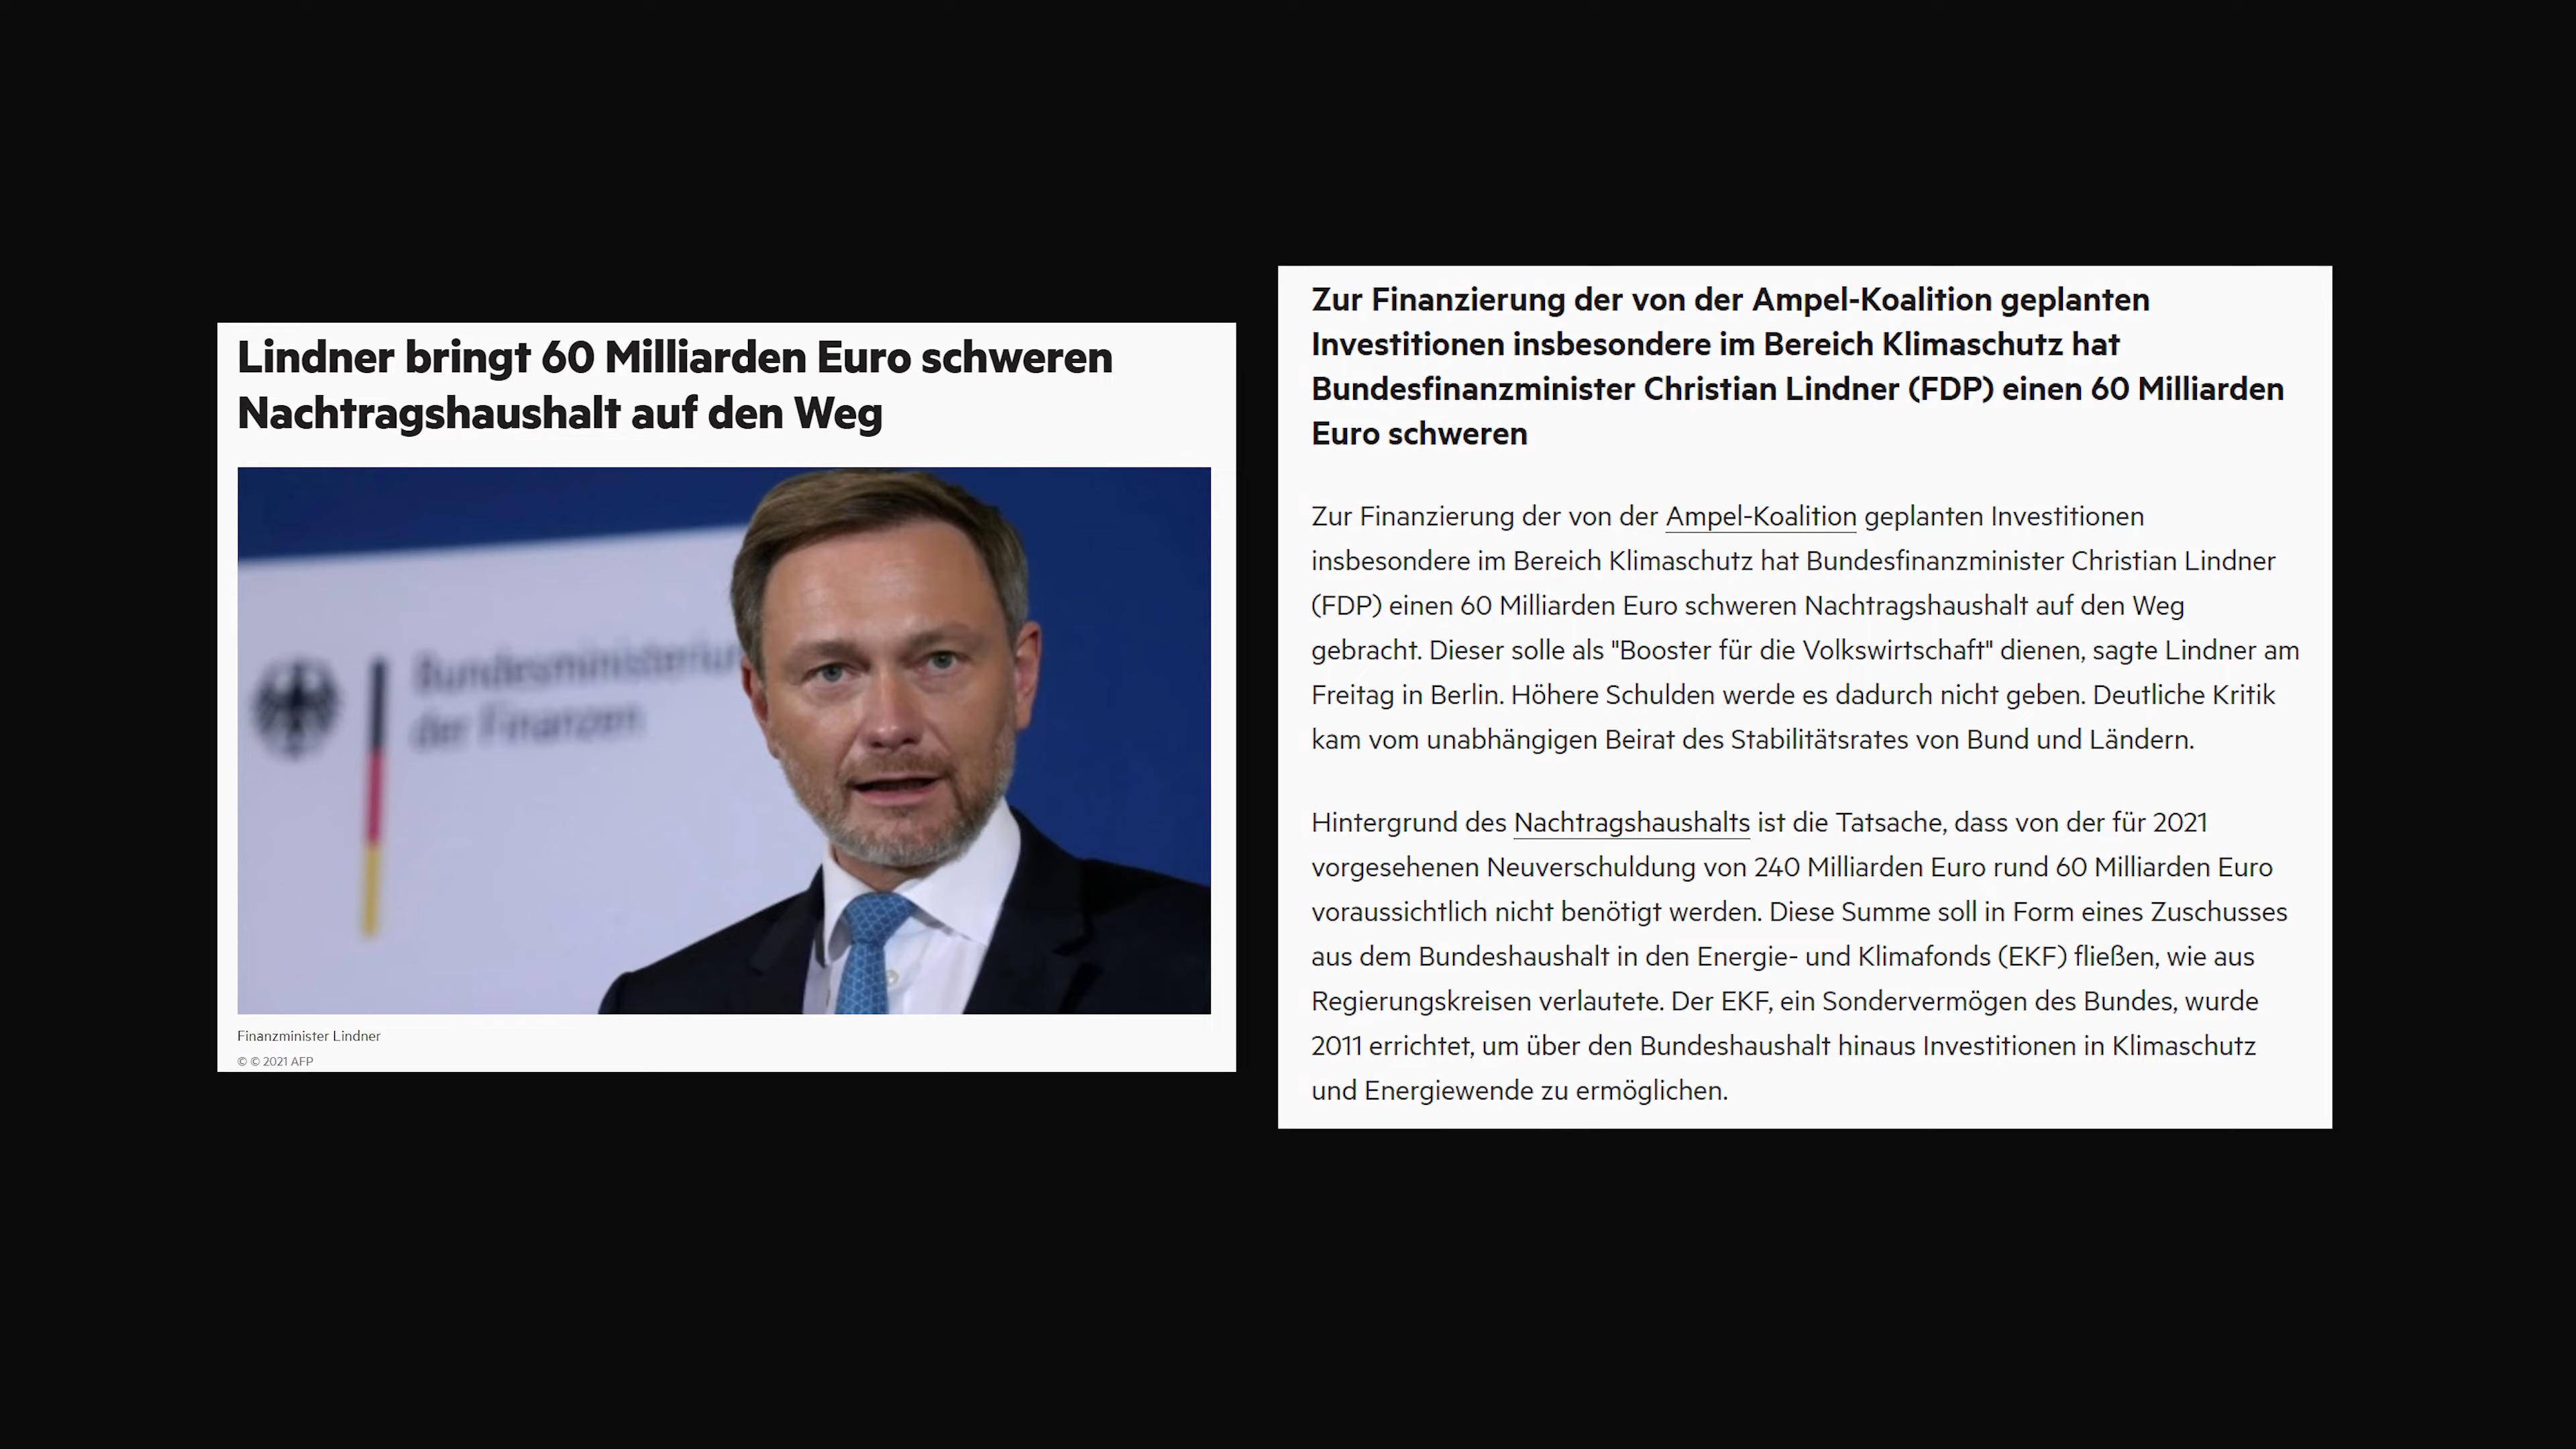 Lindner bringt 60 Milliarden Euro schweren
Nachtragshaushalt auf den Weg
Bundesministerium
der Finanzen
Finanzminister Lindner
© © 2021 AFP
Zur Finanzierung der von der Ampel-Koalition geplanten
Investitionen insbesondere im Bereich Klimaschutz hat
Bundesfinanzminister Christian Lindner (FDP) einen 60 Milliarden
Euro schweren
Zur Finanzierung der von der Ampel-Koalition geplanten Investitionen
insbesondere im Bereich Klimaschutz hat Bundesfinanzminister Christian Lindner
(FDP) einen 60 Milliarden Euro schweren Nachtragshaushalt auf den Weg
gebracht. Dieser solle als "Booster für die Volkswirtschaft" dienen, sagte Lindner am
Freitag in Berlin. Höhere Schulden werde es dadurch nicht geben. Deutliche Kritik
kam vom unabhängigen Beirat des Stabilitätsrates von Bund und Ländern.
Hintergrund des Nachtragshaushalts ist die Tatsache, dass von der für 2021
vorgesehenen Neuverschuldung von 240 Milliarden Euro rund 60 Milliarden Euro
voraussichtlich nicht benötigt werden. Diese Summe soll in Form eines Zuschusses
aus dem Bundeshaushalt in den Energie- und Klimafonds (EKF) fließen, wie aus
Regierungskreisen verlautete. Der EKF, ein Sondervermögen des Bundes, wurde
2011 errichtet, um über den Bundeshaushalt hinaus Investitionen in Klimaschutz
und Energiewende zu ermöglichen.